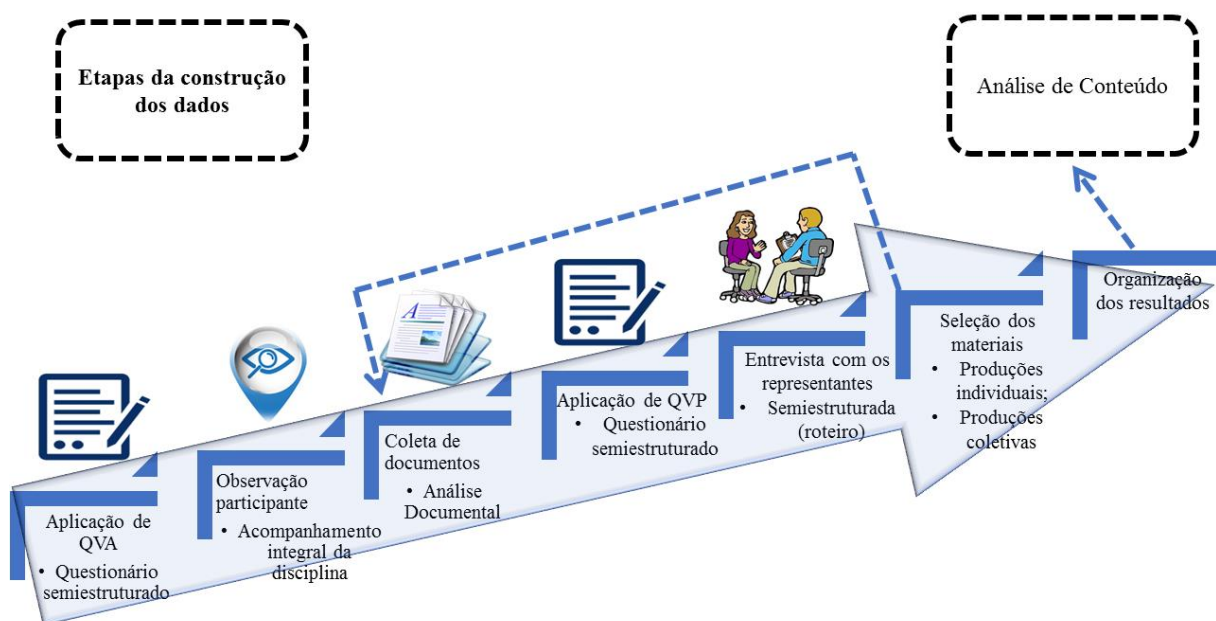 Etapas da construção
dos dados
Análise de Conteúdo
Aplicação de
QVA
• Questionário
semiestruturado
Observação
participante
• Acompanhamento
integral da
disciplina
Coleta de
documentos
• Análise
Documental
Aplicação de QVP
• Questionário
semiestruturado
Entrevista com os
representantes
• Semiestruturada
(roteiro)
Seleção dos
materiais
• Produções
individuais;
• Produções
coletivas
Organização
dos resultados